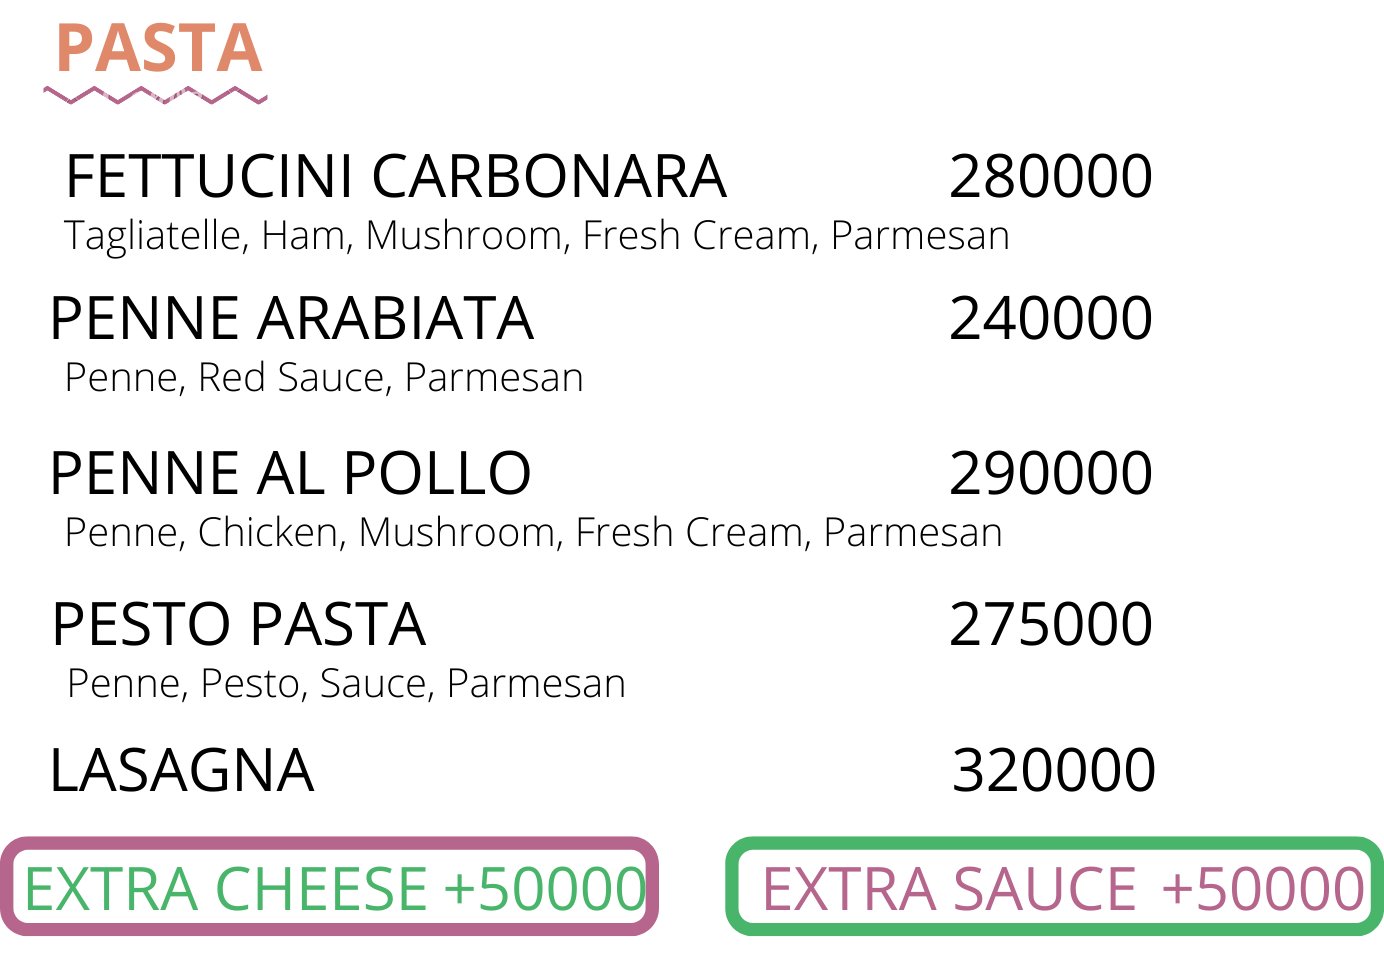 PASTA
FETTUCINI CARBONARA 280000
Tagliatelle, Ham, Mushroom, Fresh Cream, Parmesan
PENNE ARABIATA 240000
Penne, Red Sauce, Parmesan
PENNE AL POLLO 290000
Penne, Chicken, Mushroom, Fresh Cream, Parmesan
PESTO PASTA 275000
Penne, Pesto, Sauce, Parmesan
LASAGNA 320000
EXTRA CHEESE +50000 EXTRA SAUCE +50000